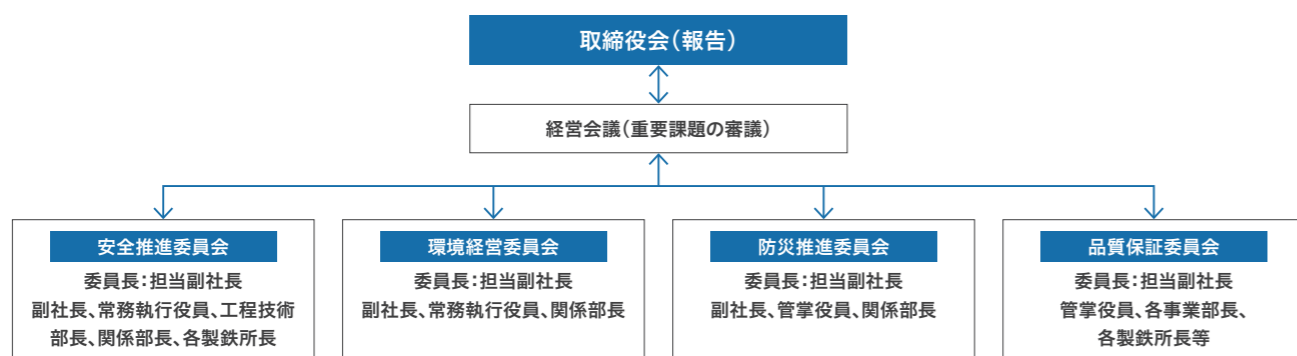 取締役会(報告)
経営会議(重要課題の審議)
安全推進委員会
委員長:担当副社長
副社長、常務執行役員、工程技術
部長、関係部長、各製鉄所長
環境経営委員会
委員長:担当副社長
副社長、常務執行役員、関係部長
防災推進委員会
委員長:担当副社長
副社長、管掌役員、関係部長
品質保証委員会
委員長:担当副社長
管掌役員、各事業部長、
各製鉄所長等